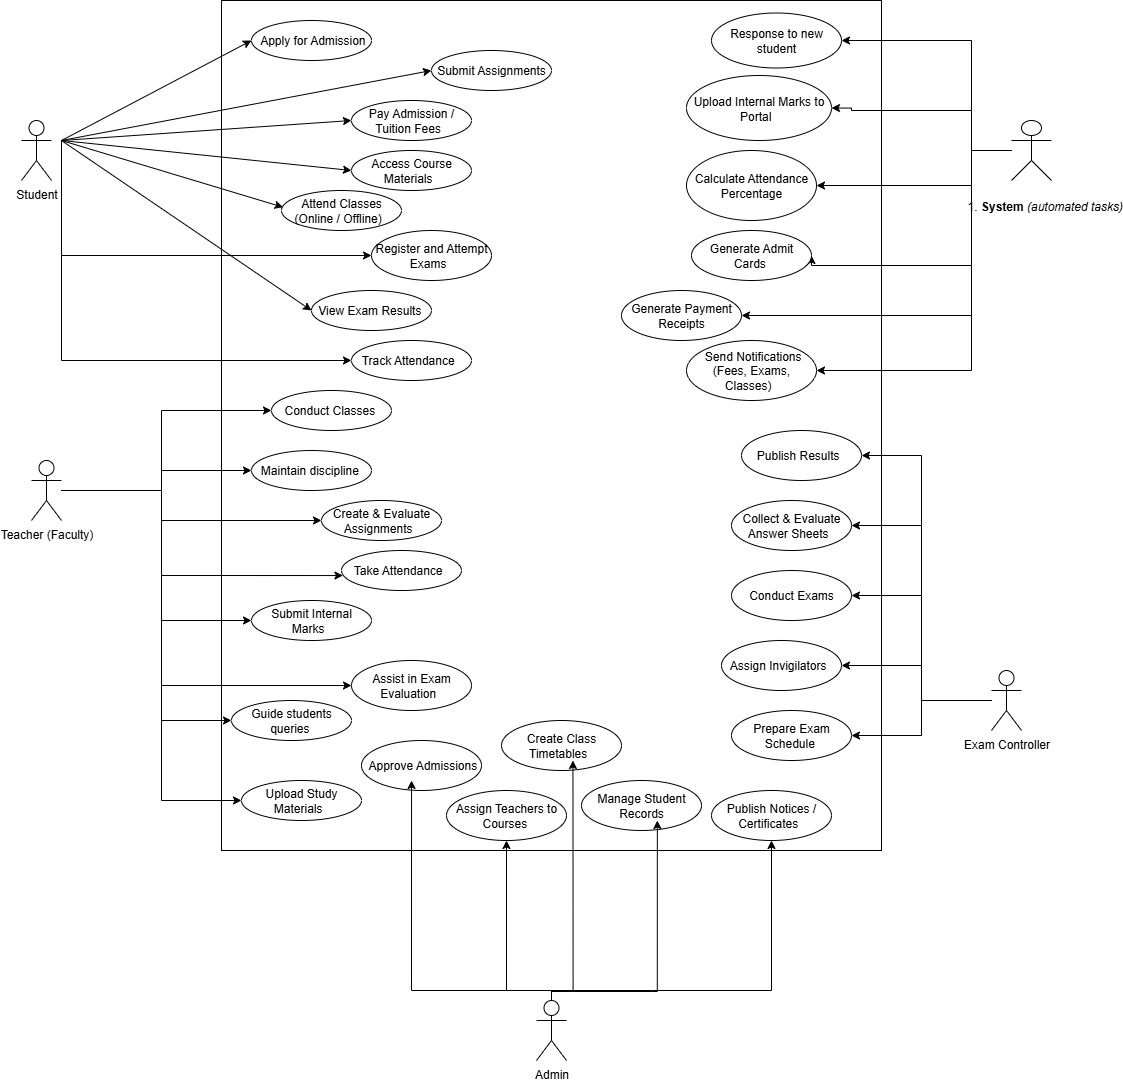 Apply for Admission
Submit Assignments
Pay Admission /
Tuition Fees
Access Course
Materials
Attend Classes
(Online / Offline)
Register and Attempt
Exams
View Exam Results
Track Attendance
Student
Conduct Classes
Maintain discipline
Create & Evaluate
Assignments
Take Attendance
Submit Internal
Marks
Assist in Exam
Evaluation
Guide students
queries
Upload Study
Materials
Teacher (Faculty)
Response to new
student
Upload Internal Marks to
Portal
Calculate Attendance
Percentage
Generate Admit
Cards
Generate Payment
Receipts
Send Notifications
(Fees, Exams,
Classes)
1. System (automated tasks)
Publish Results
Collect & Evaluate
Answer Sheets
Conduct Exams
Assign Invigilators
Prepare Exam
Schedule
Exam Controller
Approve Admissions
Assign Teachers to
Courses
Create Class
Timetables
Manage Student
Records
Publish Notices /
Certificates
Admin